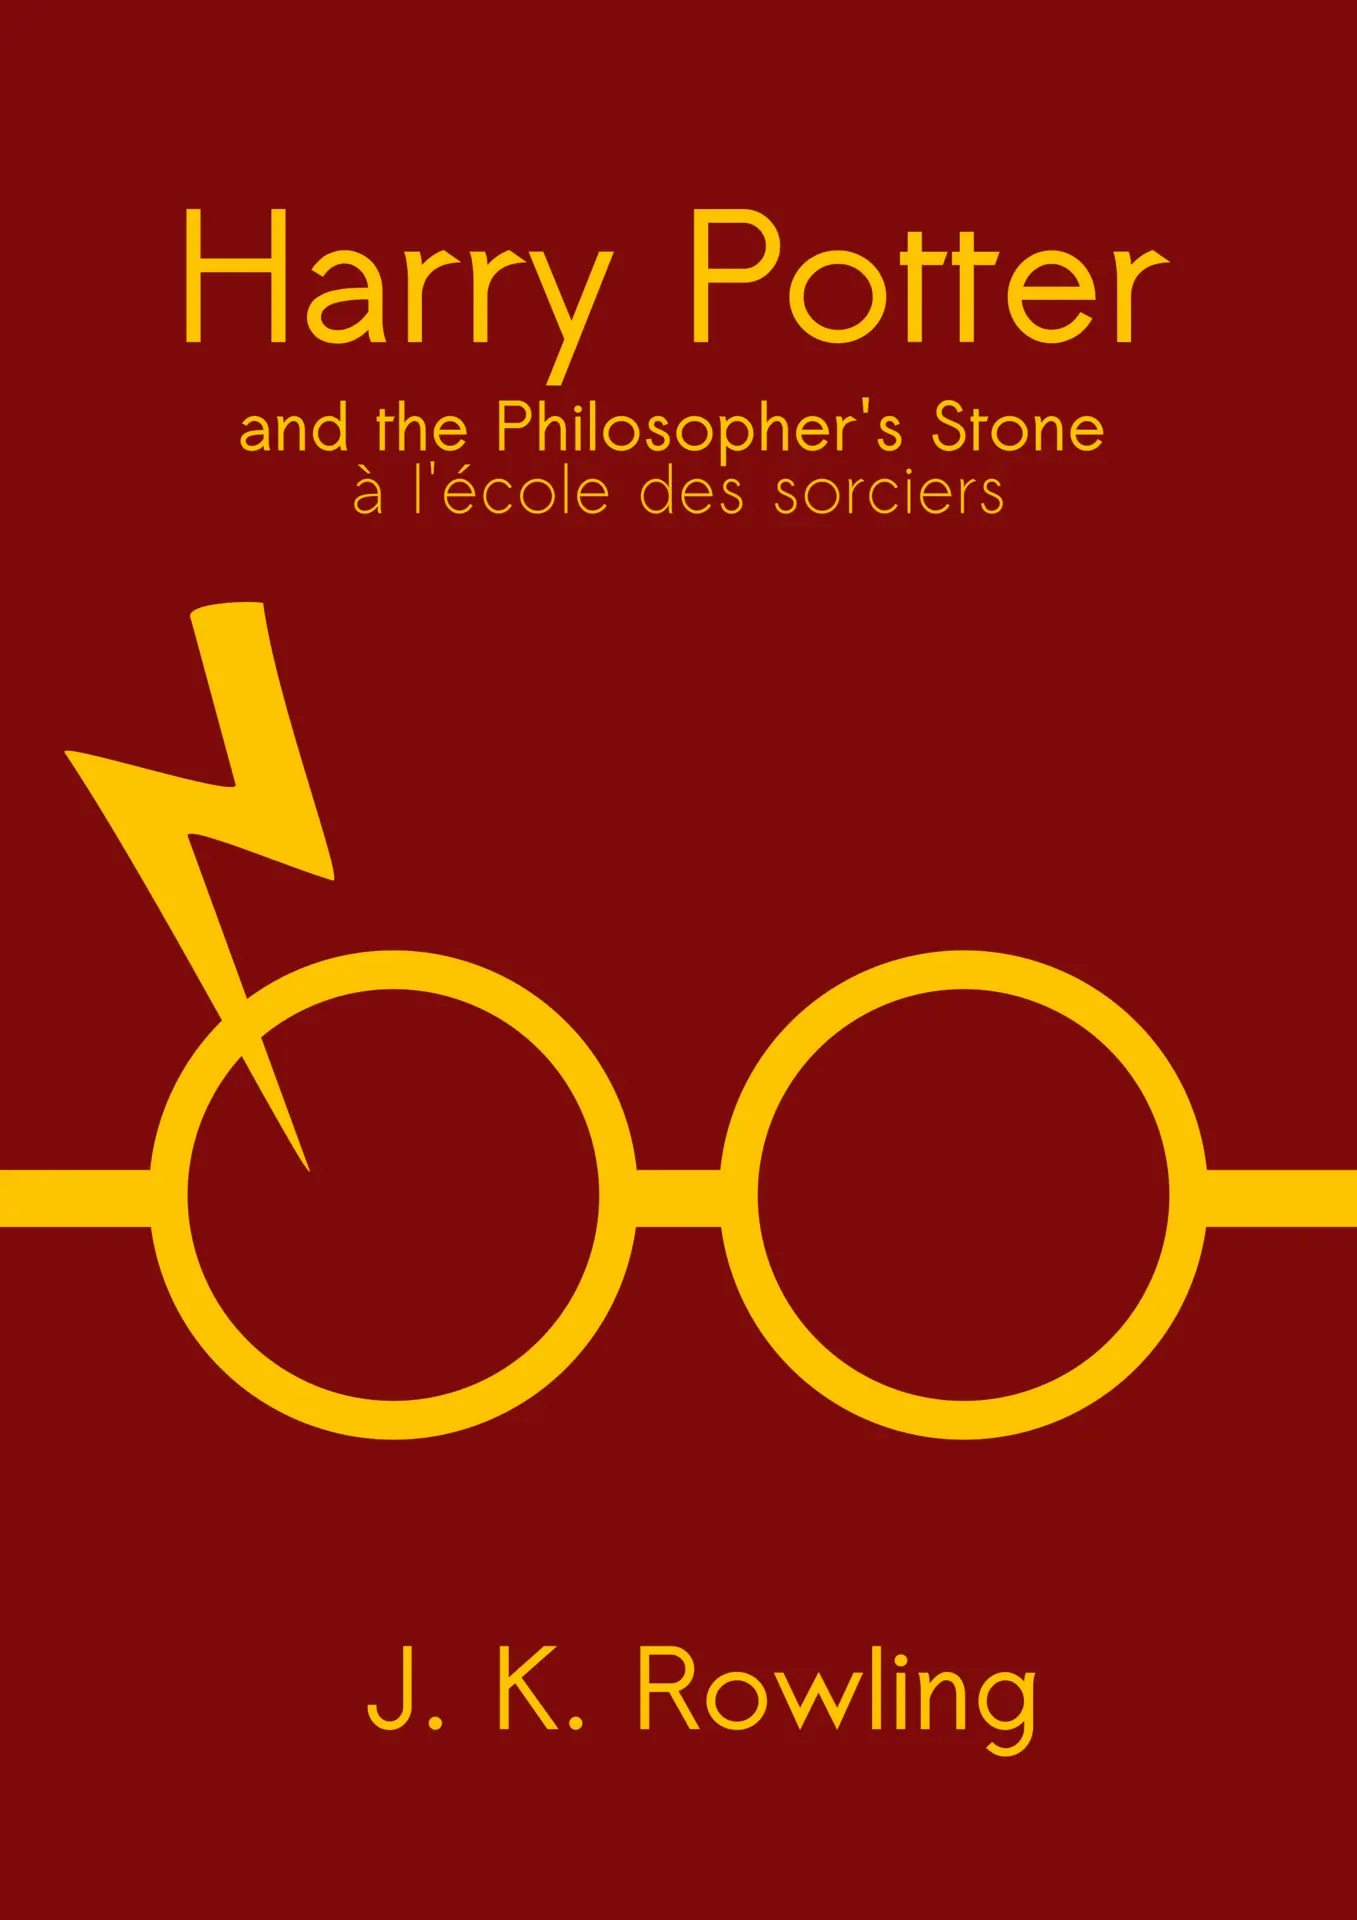 Harry Potter
and the Philosopher's Stone
à l'école des sorciers
J. K. Rowling